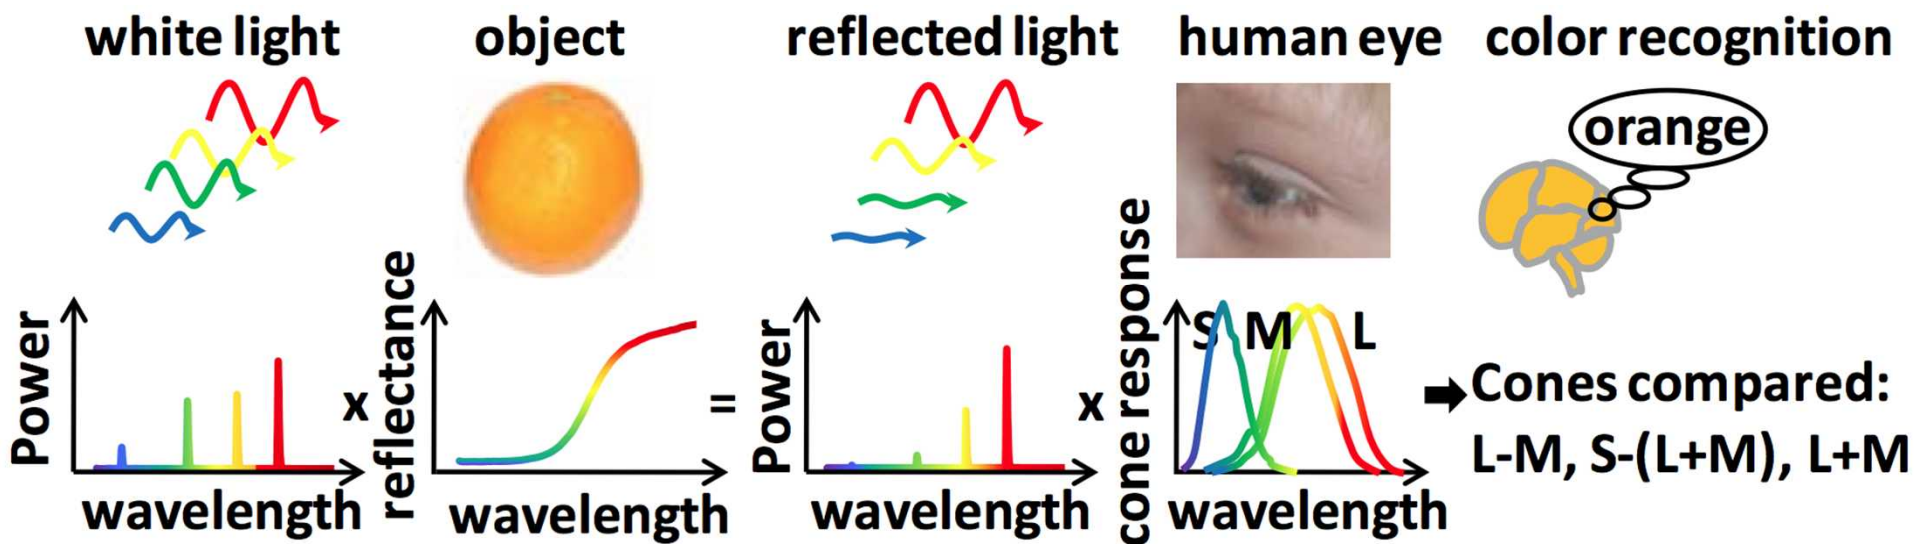 white light
object
reflected light
human eye
color recognition
orange
Power
wavelength
x
reflectance
wavelength
=
Power
wavelength
x
cone response
S M L
wavelength
Cones compared:
L-M, S-(L+M), L+M